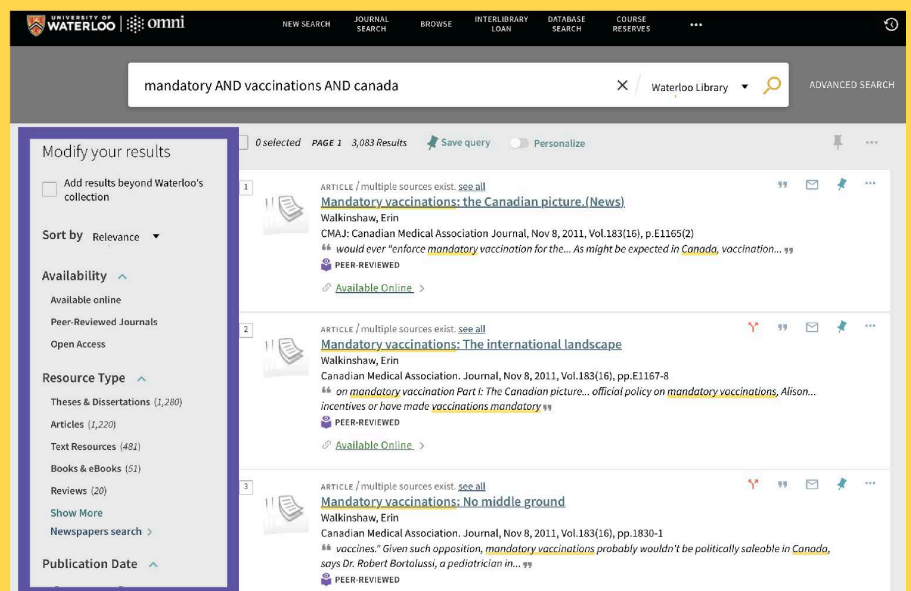 UNIVERSITY OF
WATERLOO | omni
NEW SEARCH
JOURNAL
SEARCH
BROWSE
INTERLIBRARY
LOAN
DATABASE
SEARCH
COURSE
RESERVES
•••
mandatory AND vaccinations AND canada
Waterloo Library
ADVANCED SEARCH
0 selected PAGE 1 3,083 Results Save query Personalize
Modify your results
Add results beyond Waterloo's
collection
Sort by Relevance
Availability
Available online
Peer-Reviewed Journals
Open Access
Resource Type
Theses & Dissertations (1,280)
Articles (1,220)
Text Resources (481)
Books & eBooks (51)
Reviews (20)
Show More
Newspapers search >
Publication Date
1
ARTICLE / multiple sources exist. see all
Mandatory vaccinations: the Canadian picture.(News)
Walkinshaw, Erin
CMAJ: Canadian Medical Association Journal, Nov 8, 2011, Vol.183(16), p.E1165(2)
❝ would ever "enforce mandatory vaccination for the... As might be expected in Canada, vaccination... ❞
PEER-REVIEWED
Available Online >
2
ARTICLE / multiple sources exist. see all
Mandatory vaccinations: The international landscape
Walkinshaw, Erin
Canadian Medical Association. Journal, Nov 8, 2011, Vol.183(16), pp.E1167-8
❝ on mandatory vaccination Part I: The Canadian picture... official policy on mandatory vaccinations, Alison...
incentives or have made vaccinations mandatory ❞
PEER-REVIEWED
Available Online >
3
ARTICLE / multiple sources exist. see all
Mandatory vaccinations: No middle ground
Walkinshaw, Erin
Canadian Medical Association. Journal, Nov 8, 2011, Vol.183(16), pp.1830-1
❝ vaccines." Given such opposition, mandatory vaccinations probably wouldn't be politically saleable in Canada,
says Dr. Robert Bortolussi, a pediatrician in... ❞
PEER-REVIEWED